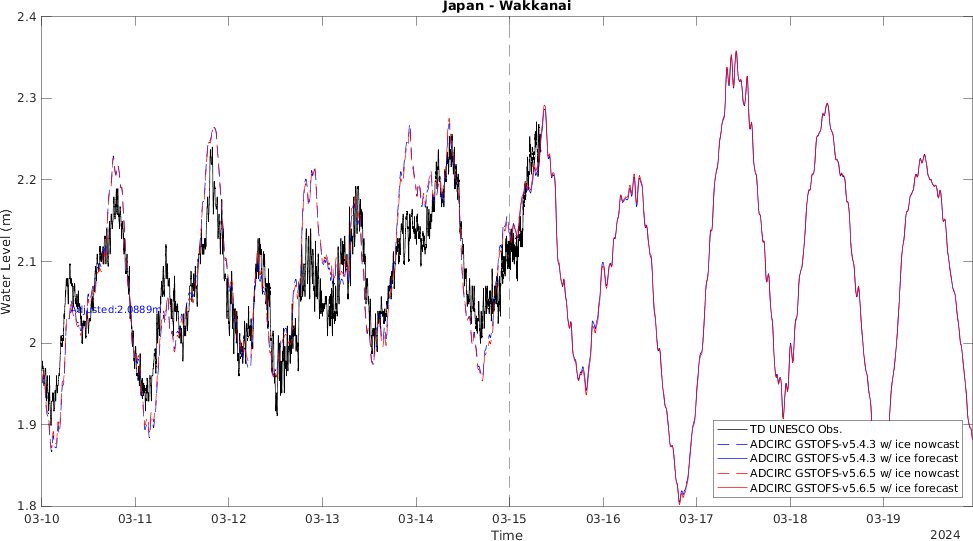 Japan - Wakkanai
2.4
2.3
2.2
2.1
2
1.9
1.8
Water Level (m)
Adjusted:2.0889m
TD UNESCO Obs.
ADCIRC GSTOFS-v5.4.3 w/ ice nowcast
ADCIRC GSTOFS-v5.4.3 w/ ice forecast
ADCIRC GSTOFS-v5.6.5 w/ ice nowcast
ADCIRC GSTOFS-v5.6.5 w/ ice forecast
03-10 03-11 03-12 03-13 03-14 03-15 03-16 03-17 03-18 03-19
Time
2024